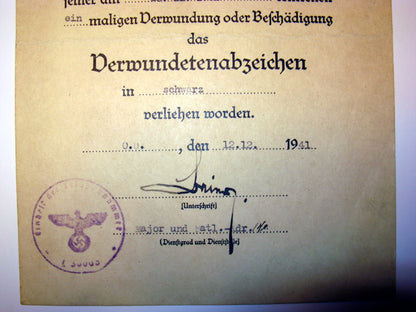 ein maligen Verwundung oder Beschädigung
das
Verwundetenabzeichen
in schwarz
verliehen worden.
O.U. , den 12.12. 1941
(Unterschrift)
Major und Batl.-Kdr.
(Dienstgrad und Dienststelle)